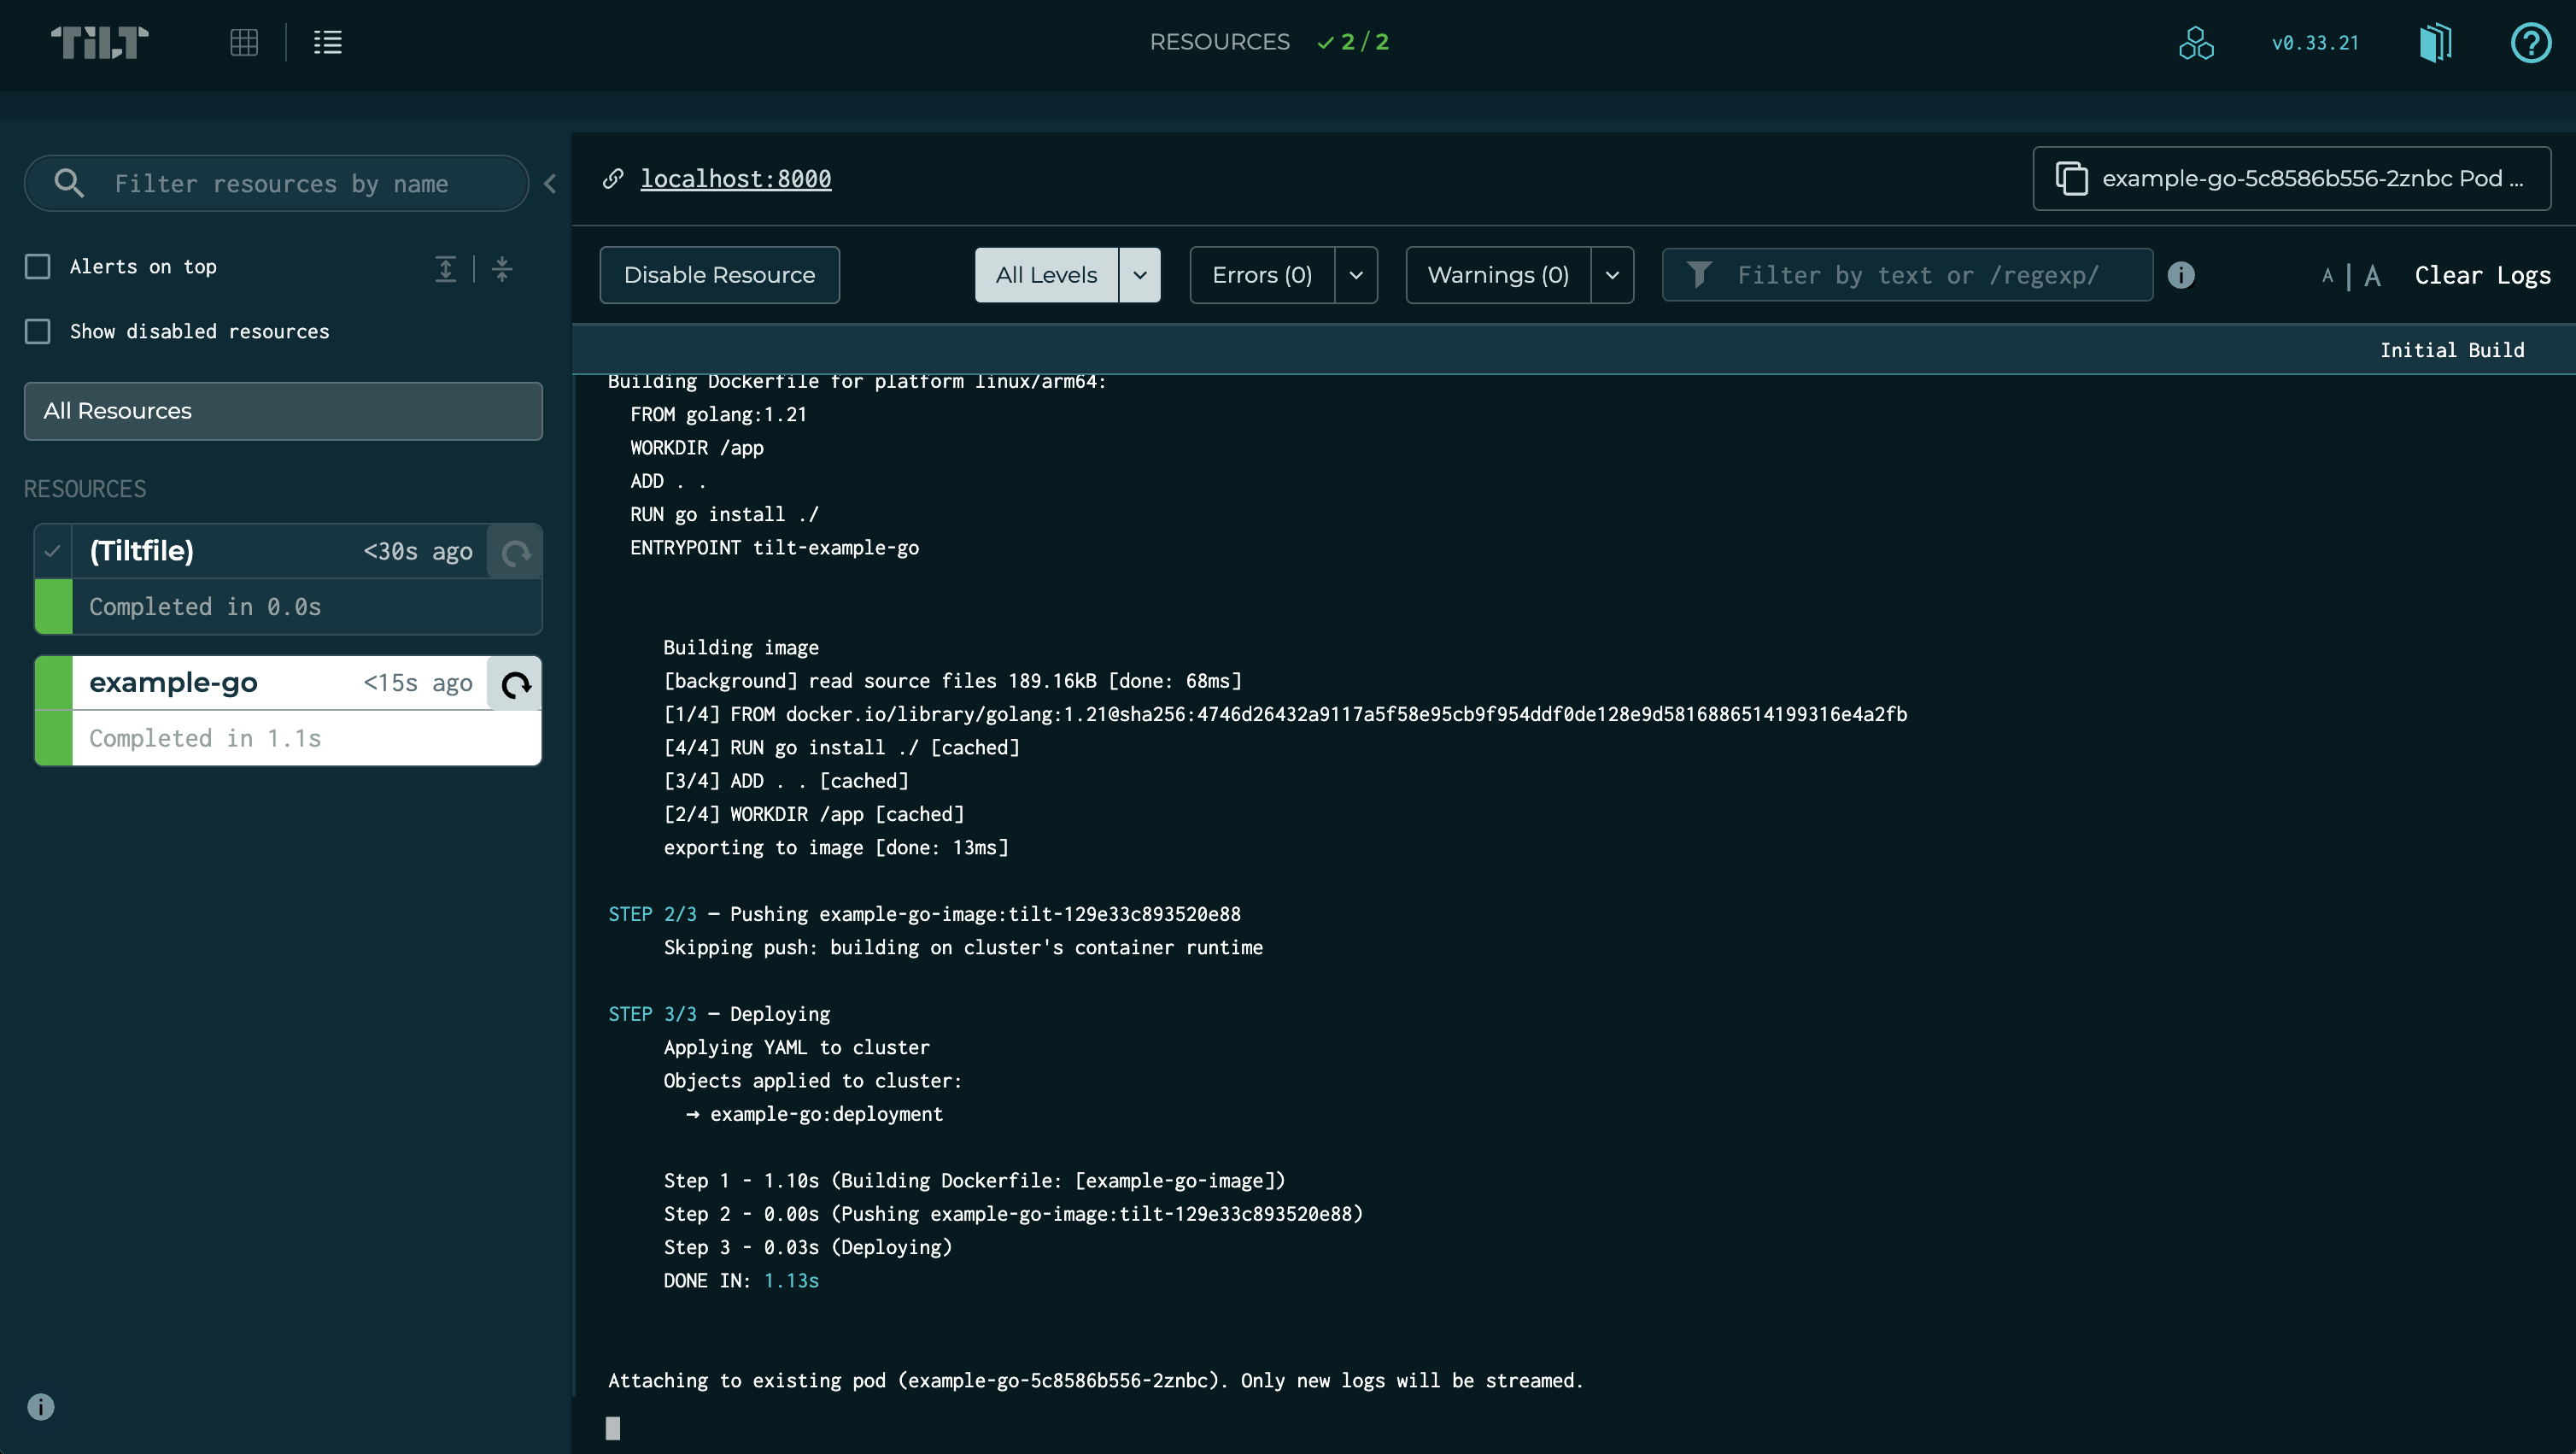 TiLT
RESOURCES ✓ 2 / 2
v0.33.21
Filter resources by name
Alerts on top
Show disabled resources
All Resources
RESOURCES
(Tiltfile) <30s ago
Completed in 0.0s
example-go <15s ago
Completed in 1.1s
localhost:8000
example-go-5c8586b556-2znbc Pod ...
Disable Resource
All Levels
Errors (0)
Warnings (0)
Filter by text or /regexp/
A | A
Clear Logs
Initial Build
Building Dockerfile for platform linux/arm64:
FROM golang:1.21
WORKDIR /app
ADD . .
RUN go install ./
ENTRYPOINT tilt-example-go
Building image
[background] read source files 189.16kB [done: 68ms]
[1/4] FROM docker.io/library/golang:1.21@sha256:4746d26432a9117a5f58e95cb9f954ddf0de128e9d5816886514199316e4a2fb
[4/4] RUN go install ./ [cached]
[3/4] ADD . . [cached]
[2/4] WORKDIR /app [cached]
exporting to image [done: 13ms]
STEP 2/3 — Pushing example-go-image:tilt-129e33c893520e88
Skipping push: building on cluster's container runtime
STEP 3/3 — Deploying
Applying YAML to cluster
Objects applied to cluster:
→ example-go:deployment
Step 1 - 1.10s (Building Dockerfile: [example-go-image])
Step 2 - 0.00s (Pushing example-go-image:tilt-129e33c893520e88)
Step 3 - 0.03s (Deploying)
DONE IN: 1.13s
Attaching to existing pod (example-go-5c8586b556-2znbc). Only new logs will be streamed.